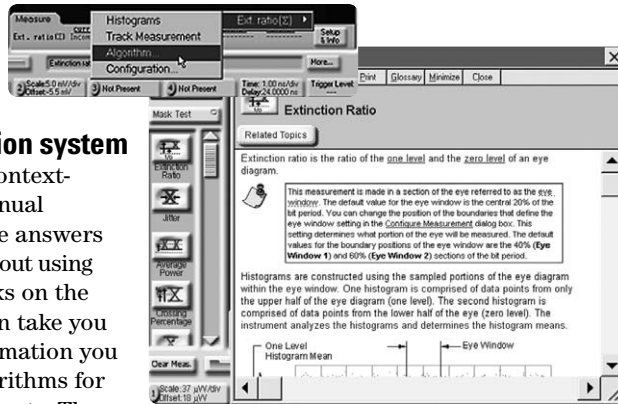 Measure
Histograms
Track Measurement
Algorithm...
Configuration...
Ext. ratio(Σ)
Ext. ratio(Σ)
Setup
& Info
More...
Scale:5.0 mV/div
Offset:-5.5 mV
3) Not Present
4) Not Present
Time: 1.00 ns/div
Delay:24.0000 ns
Trigger Level
Print Glossary Minimize Close
Mask Test
Extinction
Ratio
Jitter
Average
Power
Crossing
Percentage
Clear Meas.
1) Scale:37 µW/div
Offset:18 µW
Extinction Ratio
Related Topics
Extinction ratio is the ratio of the one level and the zero level of an eye
diagram.
This measurement is made in a section of the eye referred to as the eye
window. The default value for the eye window is the central 20% of the
bit period. You can change the position of the boundaries that define the
eye window setting in the Configure Measurement dialog box. This
setting determines what portion of the eye will be measured. The default
values for the boundary positions of the eye window are the 40% (Eye
Window 1) and 60% (Eye Window 2) sections of the bit period.
Histograms are constructed using the sampled portions of the eye diagram
within the eye window. One histogram is comprised of data points from only
the upper half of the eye diagram (one level). The second histogram is
comprised of data points from the lower half of the eye (zero level). The
instrument analyzes the histograms and determines the histogram means.
One Level
Histogram Mean
Eye Window
ion system
ontext-
nual
e answers
out using
ks on the
n take you
mation you
rithms for